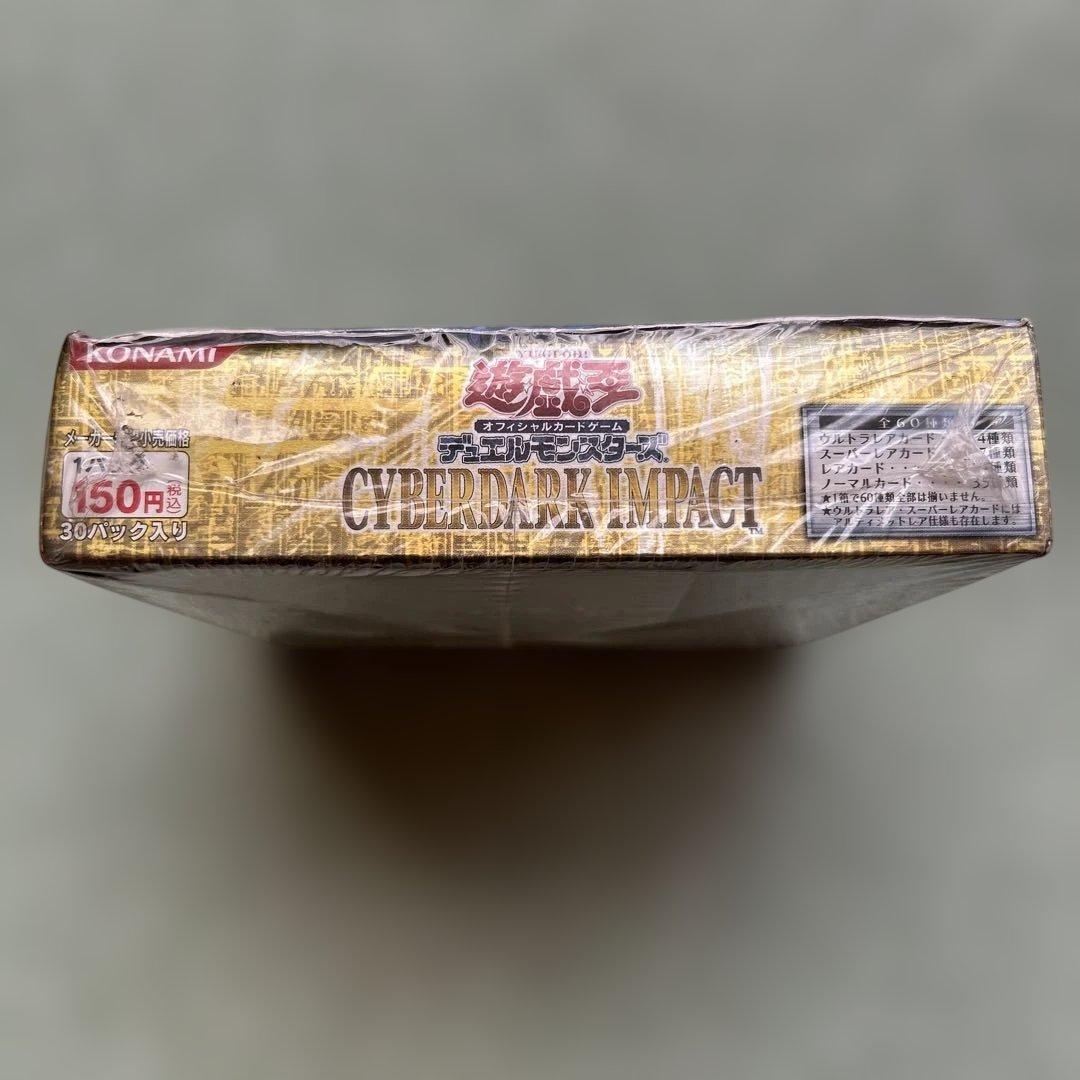 KONAMI
YU-GI-OH!
遊戯王
オフィシャルカードゲーム
デュエルモンスターズ
CYBERDARK IMPACT
TM
メーカー 小売価格
150円 税込
30パック入り
全60種類
ウルトラレアカード 4種類
スーパーレアカード 種類
レアカード・・ 種類
ノーマルカード・・・・・ 類
★1箱で60種類全部は揃いません。
★ウルトラレア・スーパーレアカードには
アルティメットレア仕様も存在します。